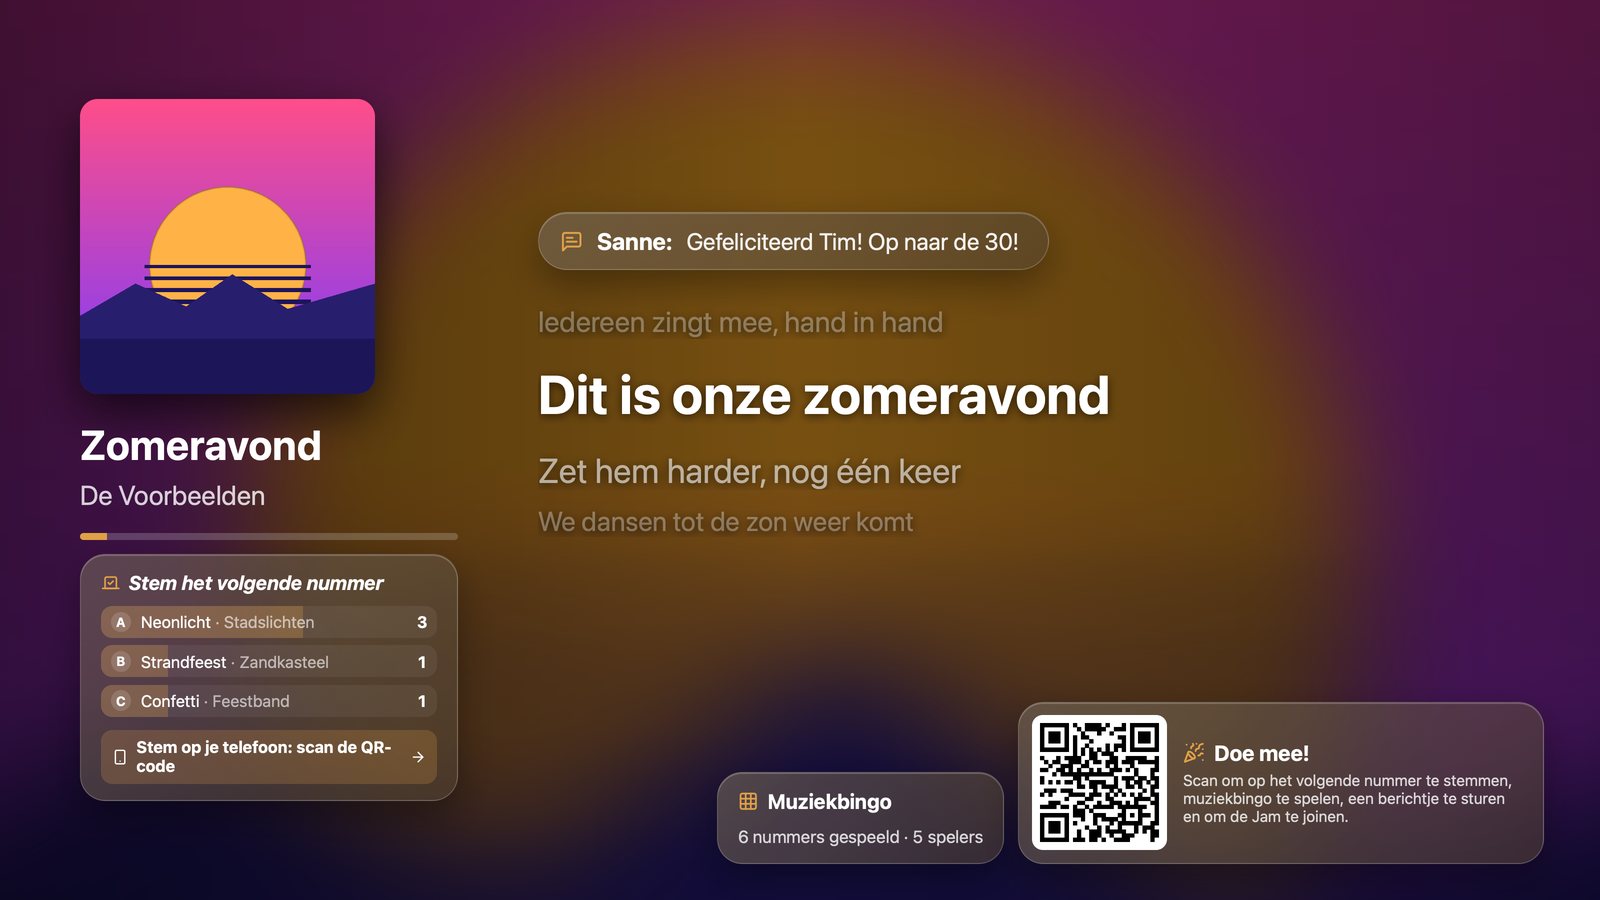 Zomeravond
De Voorbeelden
Stem het volgende nummer
A Neonlicht · Stadslichten 3
B Strandfeest · Zandkasteel 1
C Confetti · Feestband 1
Stem op je telefoon: scan de QR-
code
Sanne: Gefeliciteerd Tim! Op naar de 30!
Iedereen zingt mee, hand in hand
Dit is onze zomeravond
Zet hem harder, nog één keer
We dansen tot de zon weer komt
Muziekbingo
6 nummers gespeeld · 5 spelers
Doe mee!
Scan om op het volgende nummer te stemmen,
muziekbingo te spelen, een berichtje te sturen
en om de Jam te joinen.